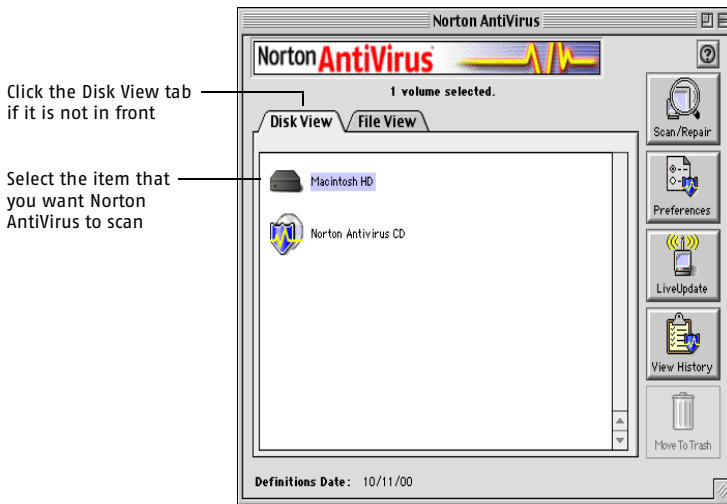 Norton AntiVirus
Norton AntiVirus
1 volume selected.
Click the Disk View tab
if it is not in front
Disk View
File View
Select the item that
you want Norton
AntiVirus to scan
Macintosh HD
Norton Antivirus CD
Scan/Repair
Preferences
LiveUpdate
View History
Move To Trash
Definitions Date: 10/11/00